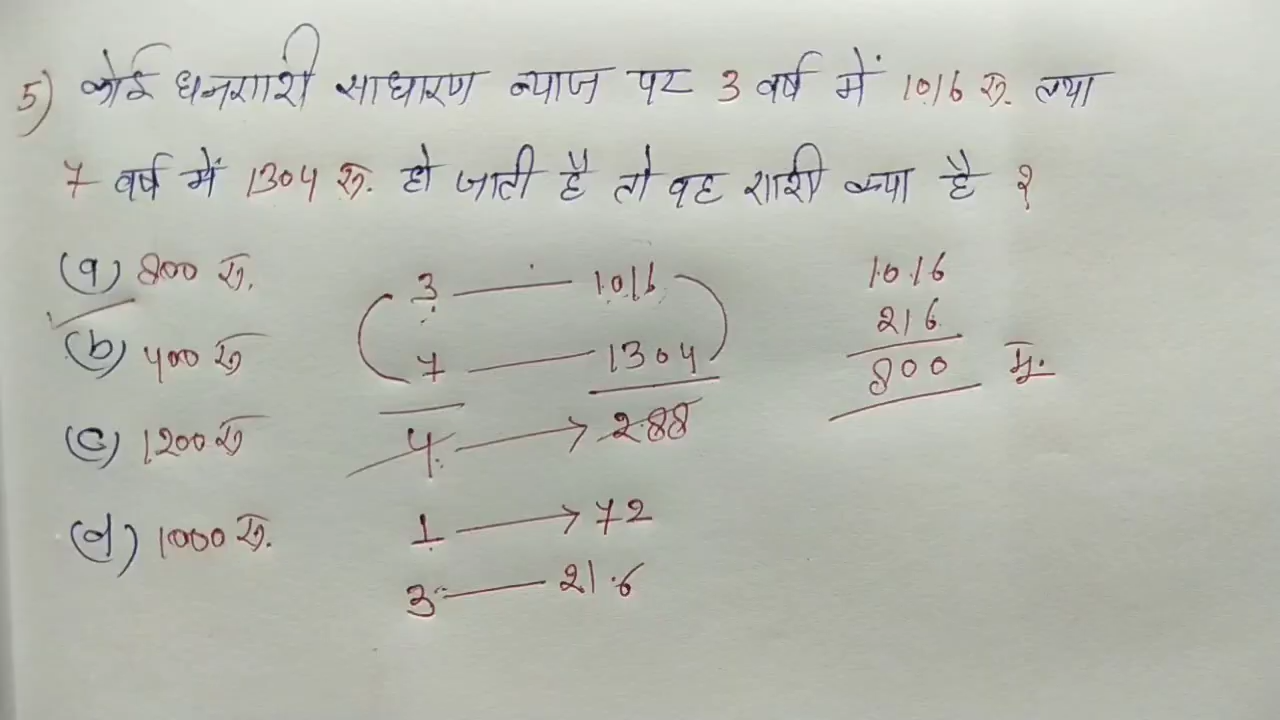 5) कोई धनराशी साधारण ब्याज पर 3 वर्ष में 1016 रु. तथा
7 वर्ष में 1304 रु. हो जाती है तो वह राशी क्या है ?
(a) 800 रु.
(b) 400 रु
(c) 1200 रु
(d) 1000 रु.
3 — 1016
7 — 1304
4 → 288
1 → 72
3 — 216
1016
216
800 मू.